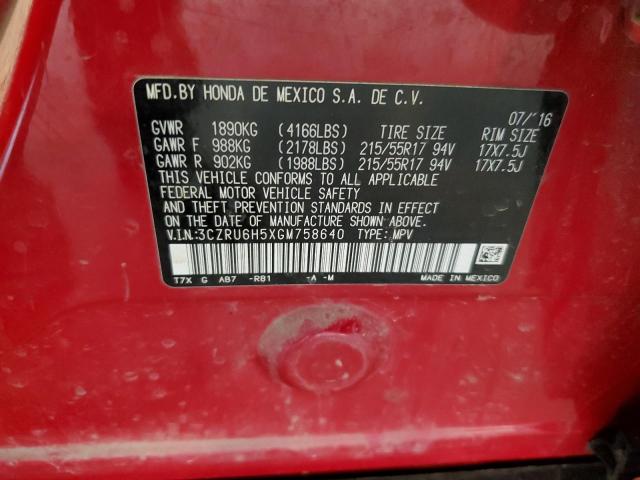 MFD.BY HONDA DE MEXICO S.A. DE C.V.
07/'16
GVWR 1890KG (4166LBS) TIRE SIZE RIM SIZE
GAWR F 988KG (2178LBS) 215/55R17 94V 17X7.5J
GAWR R 902KG (1988LBS) 215/55R17 94V 17X7.5J
THIS VEHICLE CONFORMS TO ALL APPLICABLE
FEDERAL MOTOR VEHICLE SAFETY
AND THEFT PREVENTION STANDARDS IN EFFECT
ON THE DATE OF MANUFACTURE SHOWN ABOVE.
V.I.N.:3CZRU6H5XGM758640 TYPE: MPV
T7X G AB7 -R81 -A -M MADE IN MEXICO